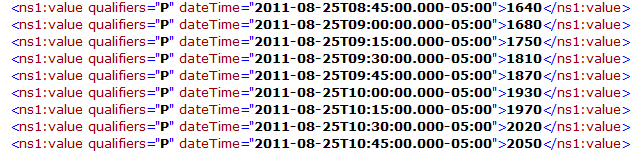 <ns1:value qualifiers="P" dateTime="2011-08-25T08:45:00.000-05:00">1640</ns1:value>
<ns1:value qualifiers="P" dateTime="2011-08-25T09:00:00.000-05:00">1680</ns1:value>
<ns1:value qualifiers="P" dateTime="2011-08-25T09:15:00.000-05:00">1750</ns1:value>
<ns1:value qualifiers="P" dateTime="2011-08-25T09:30:00.000-05:00">1810</ns1:value>
<ns1:value qualifiers="P" dateTime="2011-08-25T09:45:00.000-05:00">1870</ns1:value>
<ns1:value qualifiers="P" dateTime="2011-08-25T10:00:00.000-05:00">1930</ns1:value>
<ns1:value qualifiers="P" dateTime="2011-08-25T10:15:00.000-05:00">1970</ns1:value>
<ns1:value qualifiers="P" dateTime="2011-08-25T10:30:00.000-05:00">2020</ns1:value>
<ns1:value qualifiers="P" dateTime="2011-08-25T10:45:00.000-05:00">2050</ns1:value>